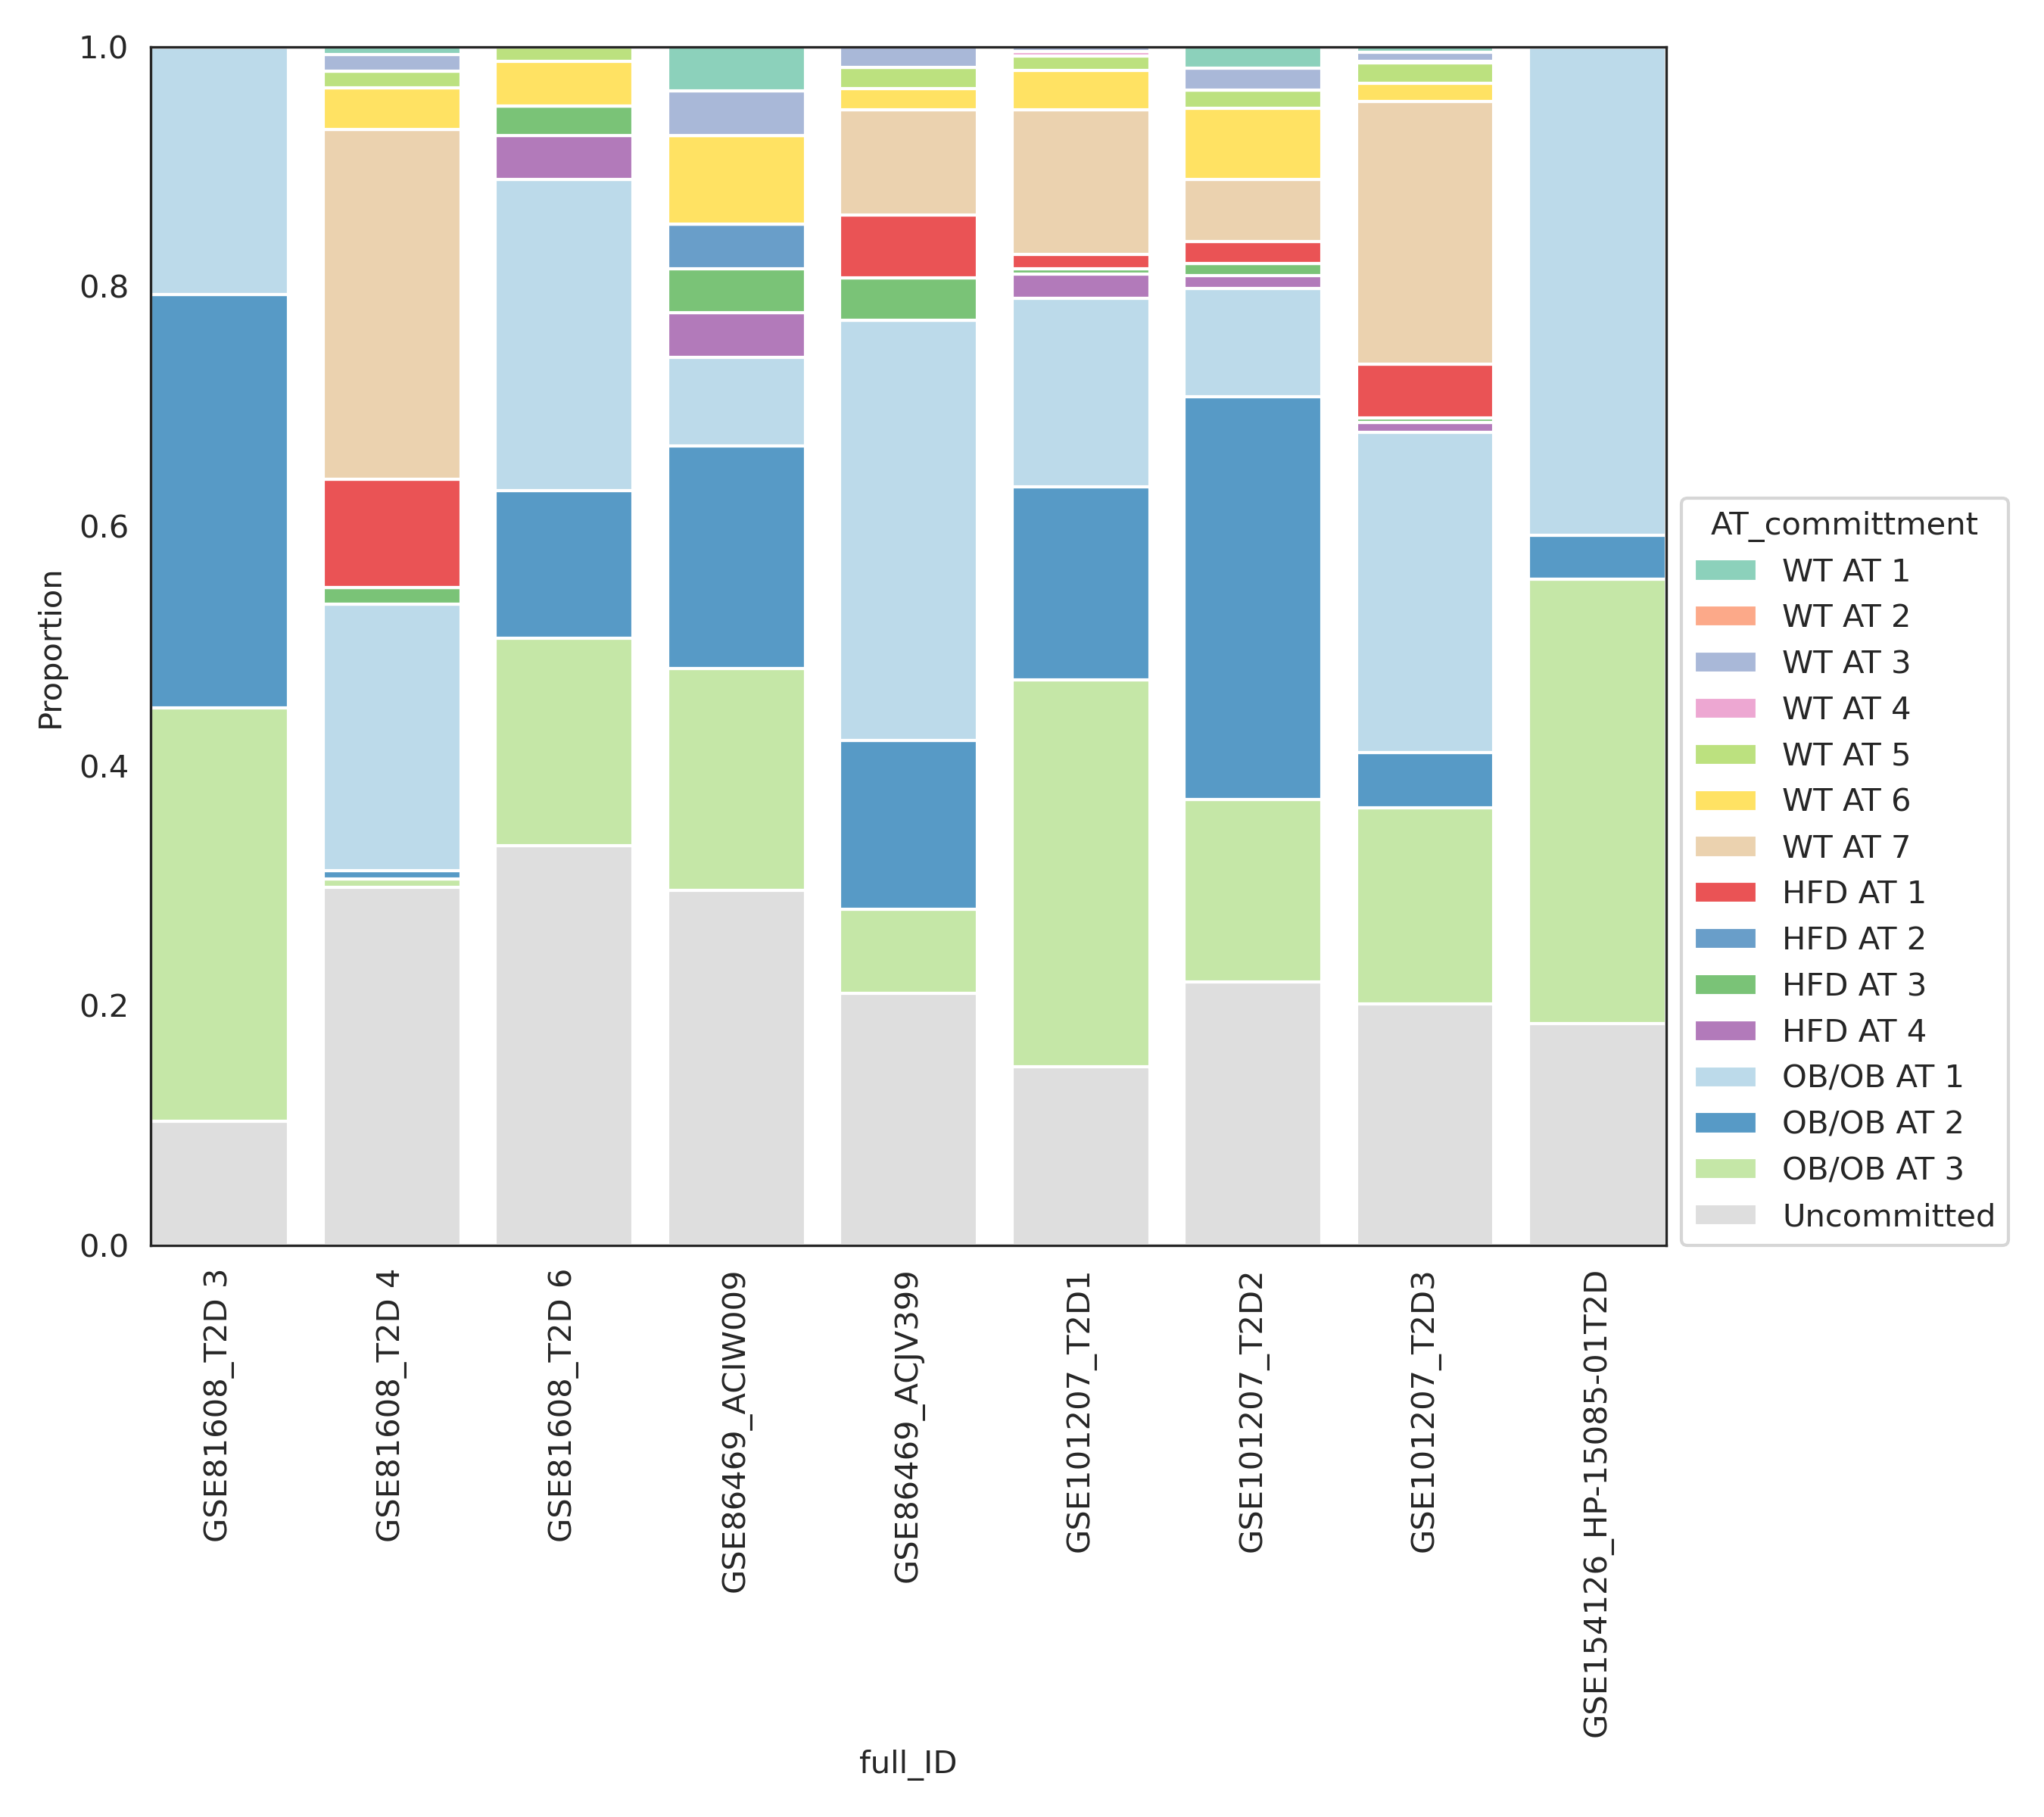 1.0
0.8
0.6
0.4
0.2
0.0
Proportion
GSE81608_T2D 3
GSE81608_T2D 4
GSE81608_T2D 6
GSE86469_ACIW009
GSE86469_ACJV399
GSE101207_T2D1
GSE101207_T2D2
GSE101207_T2D3
GSE154126_HP-15085-01T2D
full_ID
AT_committment
WT AT 1
WT AT 2
WT AT 3
WT AT 4
WT AT 5
WT AT 6
WT AT 7
HFD AT 1
HFD AT 2
HFD AT 3
HFD AT 4
OB/OB AT 1
OB/OB AT 2
OB/OB AT 3
Uncommitted